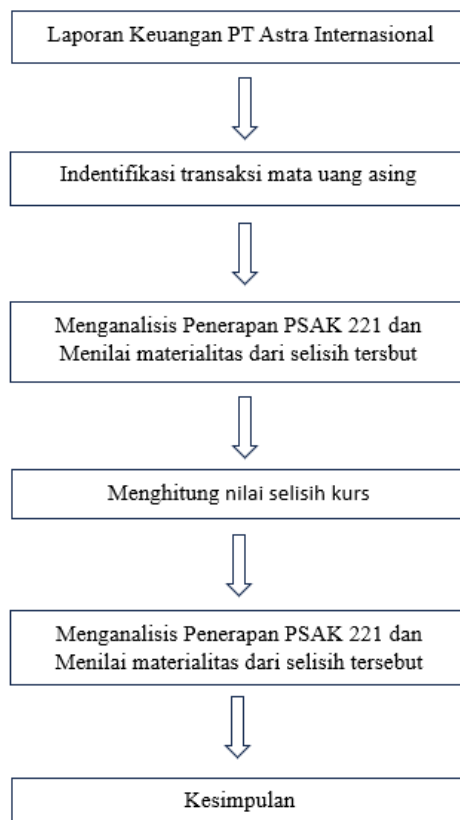 Laporan Keuangan PT Astra Internasional
Indentifikasi transaksi mata uang asing
Menganalisis Penerapan PSAK 221 dan
Menilai materialitas dari selisih tersbut
Menghitung nilai selisih kurs
Menganalisis Penerapan PSAK 221 dan
Menilai materialitas dari selisih tersebut
Kesimpulan